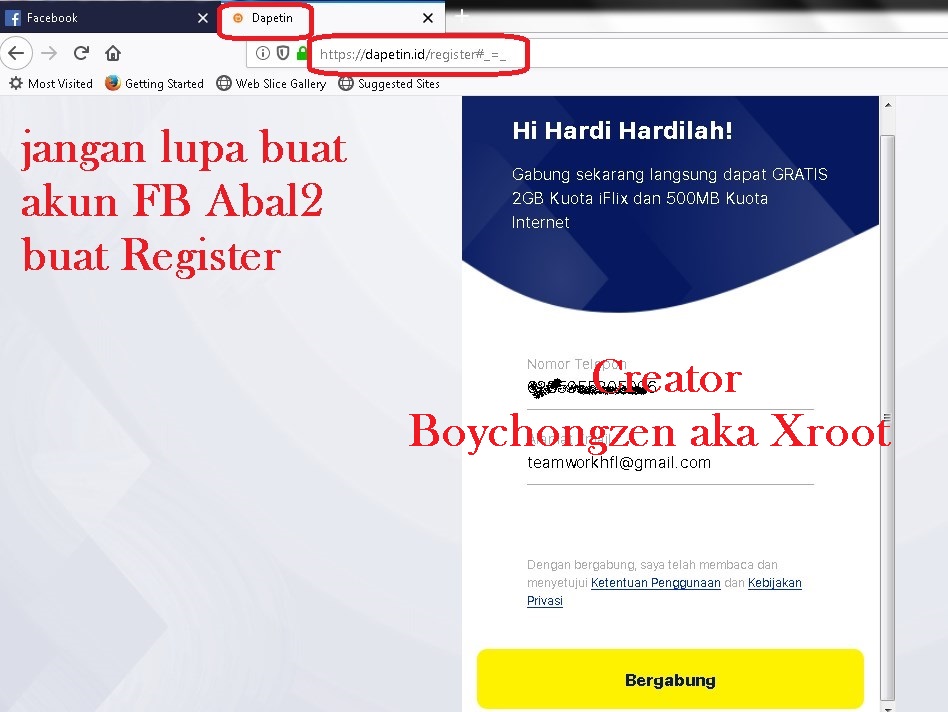 Facebook
Dapetin
https://dapetin.id/register#_=_
Most Visited Getting Started Web Slice Gallery Suggested Sites
jangan lupa buat
akun FB Abal2
buat Register
Hi Hardi Hardilah!
Gabung sekarang langsung dapat GRATIS
2GB Kuota iFlix dan 500MB Kuota
Internet
Nomor Telepon
Creator
Boychongzen aka Xroot
teamworkhfl@gmail.com
Dengan bergabung, saya telah membaca dan
menyetujui Ketentuan Penggunaan dan Kebijakan
Privasi
Bergabung